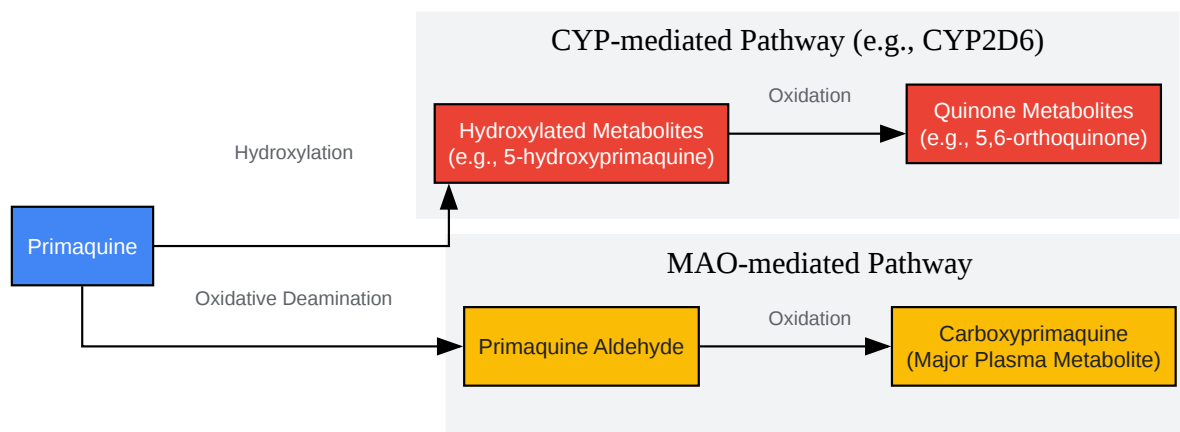 CYP-mediated Pathway (e.g., CYP2D6)
Oxidation
Hydroxylated Metabolites
(e.g., 5-hydroxyprimaquine)
Quinone Metabolites
(e.g., 5,6-orthoquinone)
Hydroxylation
Primaquine
MAO-mediated Pathway
Oxidative Deamination
Primaquine Aldehyde
Oxidation
Carboxyprimaquine
(Major Plasma Metabolite)